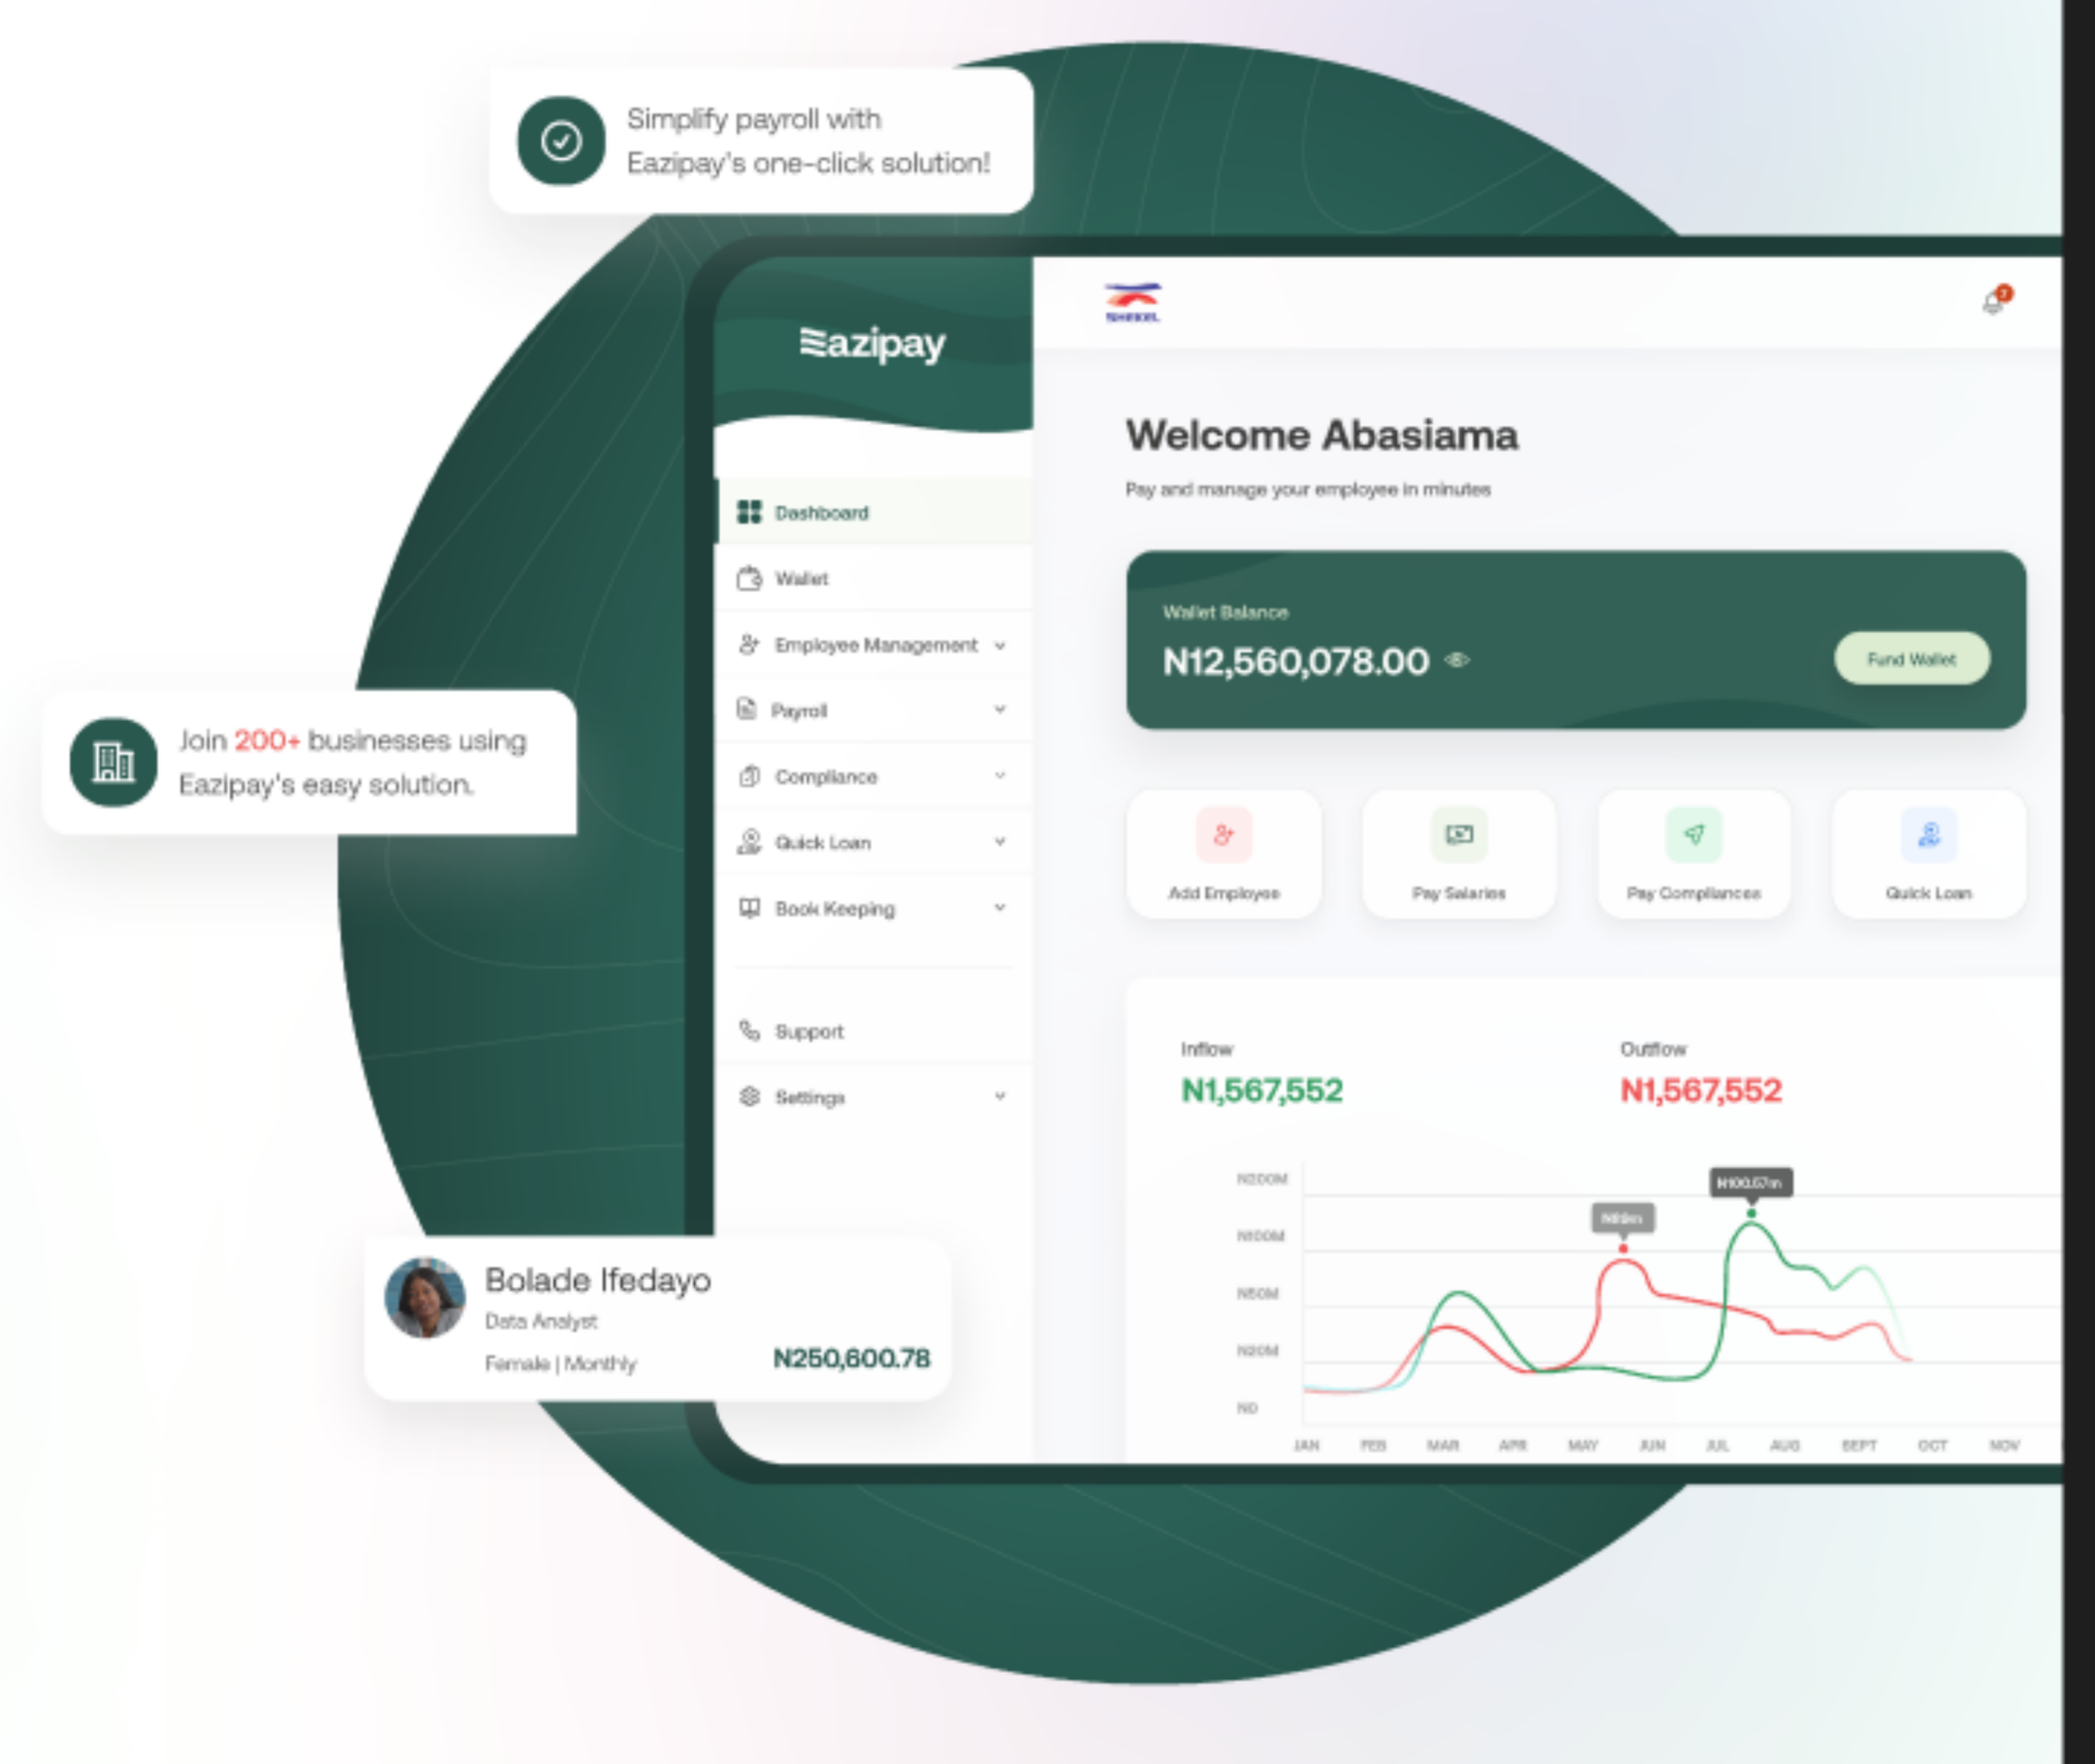 Simplify payroll with
Eazipay's one-click solution!
Eazipay
SHEKEL
Welcome Abasiama
Pay and manage your employee in minutes
Dashboard
Wallet
Employee Management
Payroll
Compliance
Quick Loan
Book Keeping
Support
Settings
Wallet Balance
N12,560,078.00
Fund Wallet
Add Employee
Pay Salaries
Pay Compliances
Quick Loan
Join 200+ businesses using
Eazipay's easy solution.
Inflow
N1,567,552
Outflow
N1,567,552
N200M
N100M
N50M
N20M
N0
N100.57m
JAN FEB MAR APR MAY JUN JUL AUG SEPT OCT NOV
Bolade Ifedayo
Data Analyst
Female | Monthly
N250,600.78